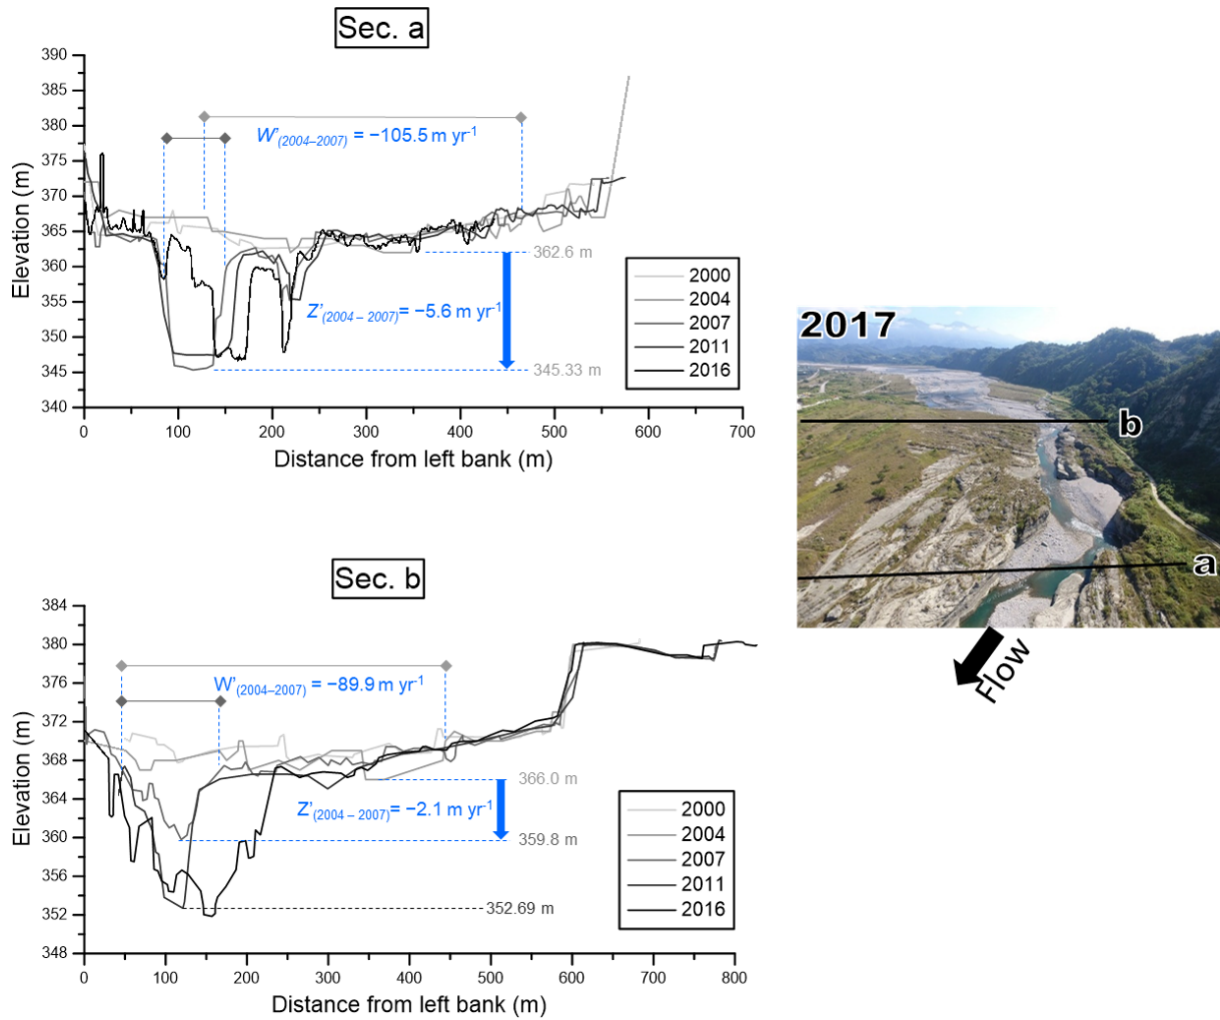 Sec. a
390
385
380
375
370
365
360
355
350
345
340
Elevation (m)
W'(2004–2007) = −105.5 m yr-1
362.6 m
Z'(2004 – 2007)= −5.6 m yr-1
345.33 m
2000
2004
2007
2011
2016
0 100 200 300 400 500 600 700
Distance from left bank (m)
2017
b
a
Flow
Sec. b
384
380
376
372
368
364
360
356
352
348
Elevation (m)
W'(2004–2007) = −89.9 m yr-1
366.0 m
Z'(2004 – 2007)= −2.1 m yr-1
359.8 m
352.69 m
2000
2004
2007
2011
2016
0 100 200 300 400 500 600 700 800
Distance from left bank (m)